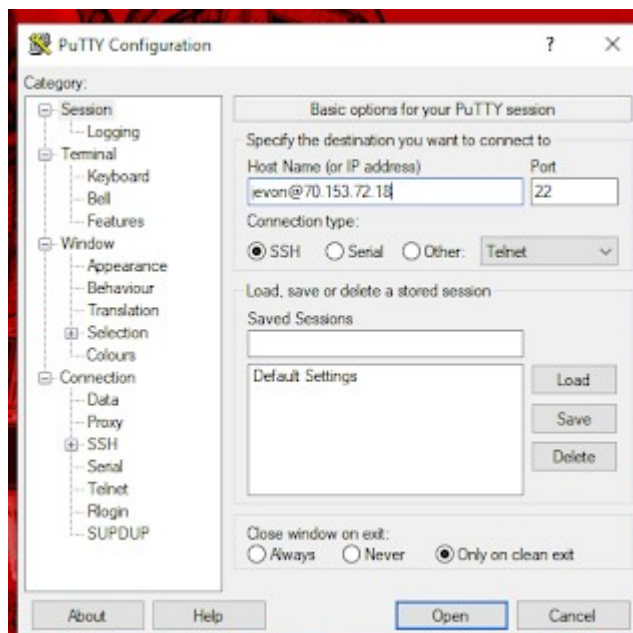 PuTTY Configuration
?
Category:
Session
Logging
Terminal
Keyboard
Bell
Features
Window
Appearance
Behaviour
Translation
Selection
Colours
Connection
Data
Proxy
SSH
Serial
Telnet
Rlogin
SUPDUP
Basic options for your PuTTY session
Specify the destination you want to connect to
Host Name (or IP address) Port
jevon@70.153.72.18 22
Connection type:
SSH Serial Other: Telnet
Load, save or delete a stored session
Saved Sessions
Default Settings
Load
Save
Delete
Close window on exit:
Always Never Only on clean exit
About Help Open Cancel